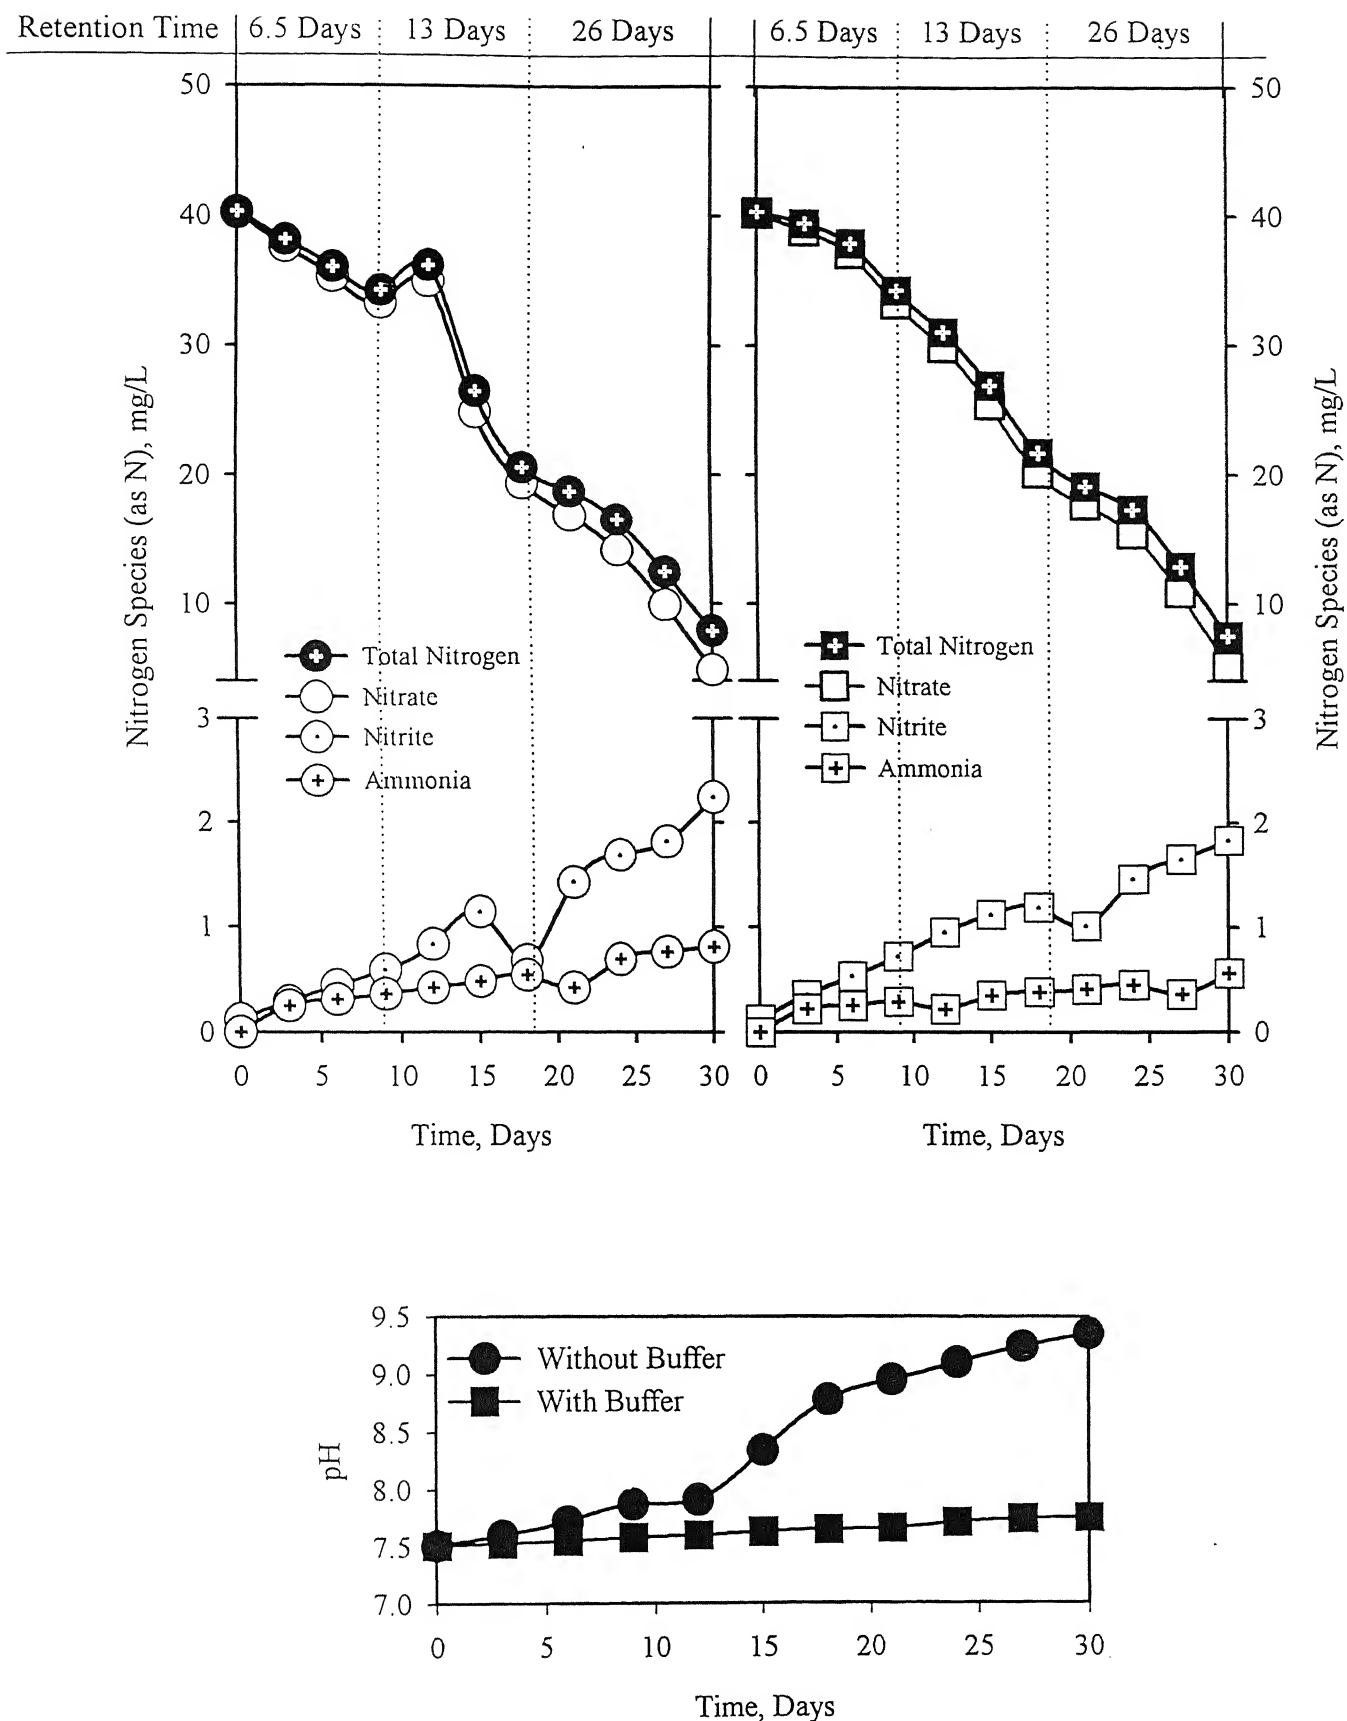 Retention Time 6.5 Days 13 Days 26 Days 6.5 Days 13 Days 26 Days
50 50
40 40
30 30
20 20
10 10
Nitrogen Species (as N), mg/L
Nitrogen Species (as N), mg/L
Total Nitrogen
Nitrate
Nitrite
Ammonia
Total Nitrogen
Nitrate
Nitrite
Ammonia
3 3
2 2
1 1
0 0
0 5 10 15 20 25 30 0 5 10 15 20 25 30
Time, Days Time, Days
9.5
9.0
8.5
8.0
7.5
7.0
pH
Without Buffer
With Buffer
0 5 10 15 20 25 30
Time, Days